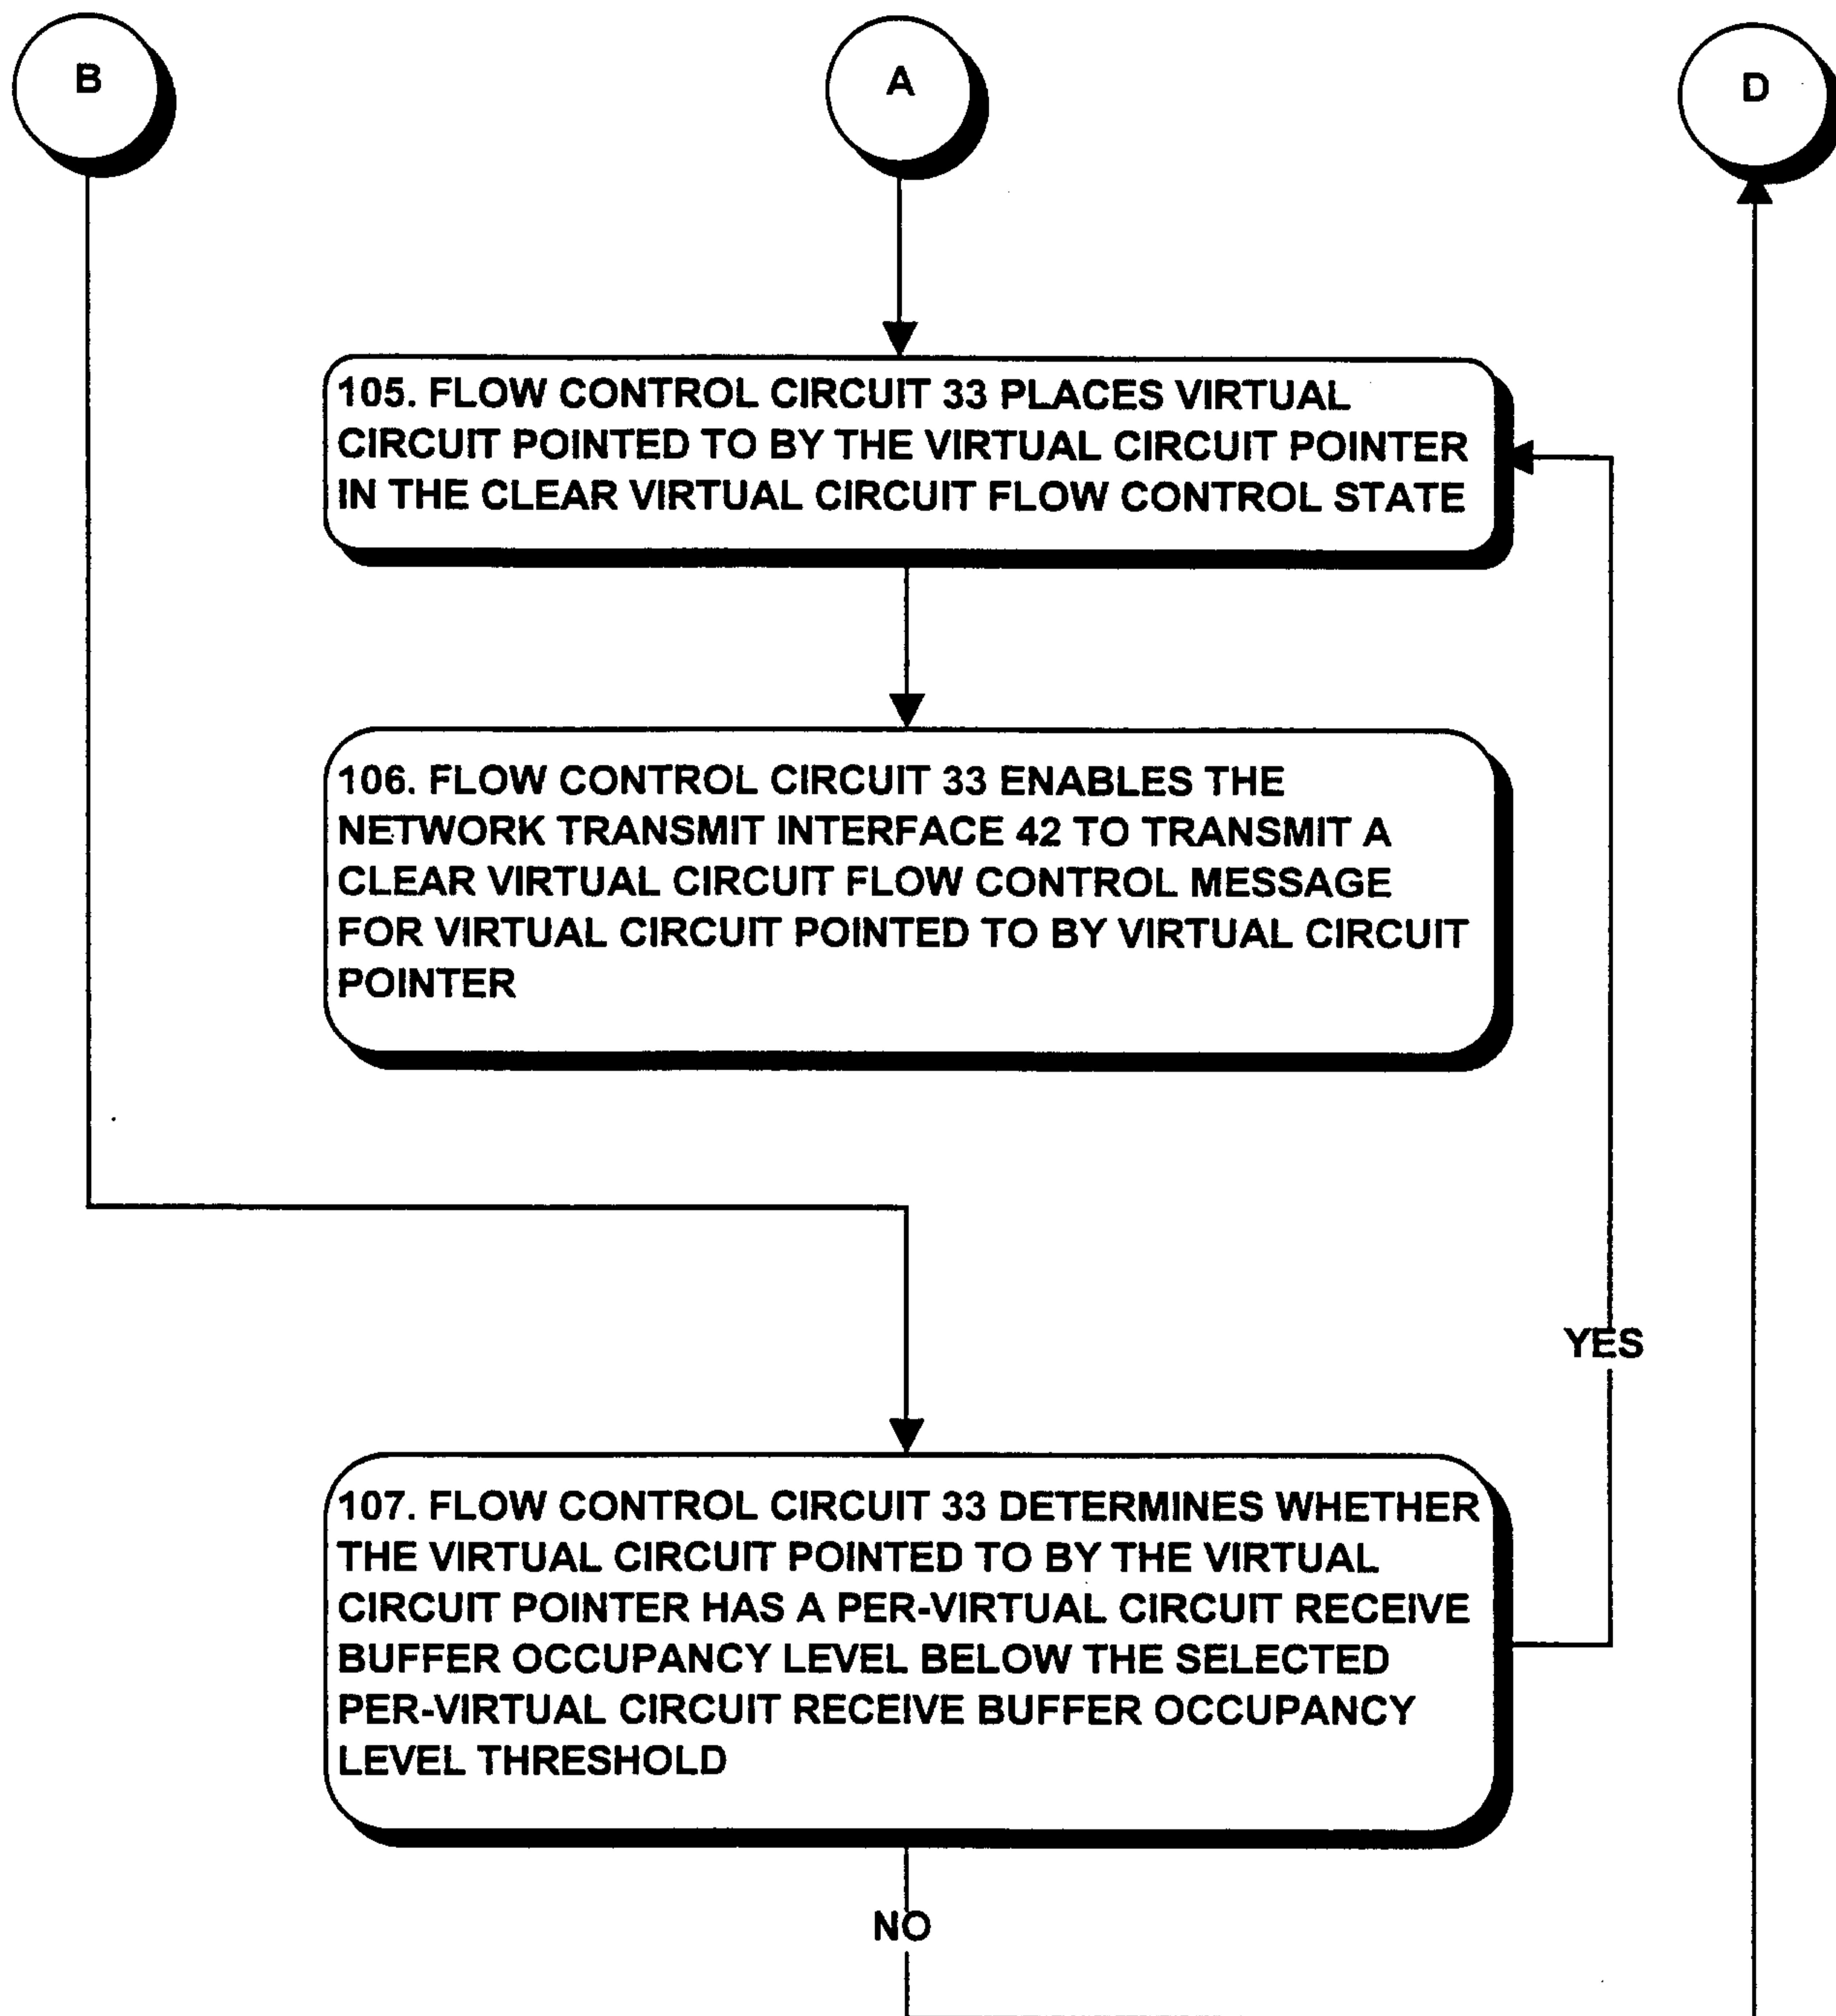 B
A
D
105. FLOW CONTROL CIRCUIT 33 PLACES VIRTUAL
CIRCUIT POINTED TO BY THE VIRTUAL CIRCUIT POINTER
IN THE CLEAR VIRTUAL CIRCUIT FLOW CONTROL STATE
106. FLOW CONTROL CIRCUIT 33 ENABLES THE
NETWORK TRANSMIT INTERFACE 42 TO TRANSMIT A
CLEAR VIRTUAL CIRCUIT FLOW CONTROL MESSAGE
FOR VIRTUAL CIRCUIT POINTED TO BY VIRTUAL CIRCUIT
POINTER
YES
107. FLOW CONTROL CIRCUIT 33 DETERMINES WHETHER
THE VIRTUAL CIRCUIT POINTED TO BY THE VIRTUAL
CIRCUIT POINTER HAS A PER-VIRTUAL CIRCUIT RECEIVE
BUFFER OCCUPANCY LEVEL BELOW THE SELECTED
PER-VIRTUAL CIRCUIT RECEIVE BUFFER OCCUPANCY
LEVEL THRESHOLD
NO